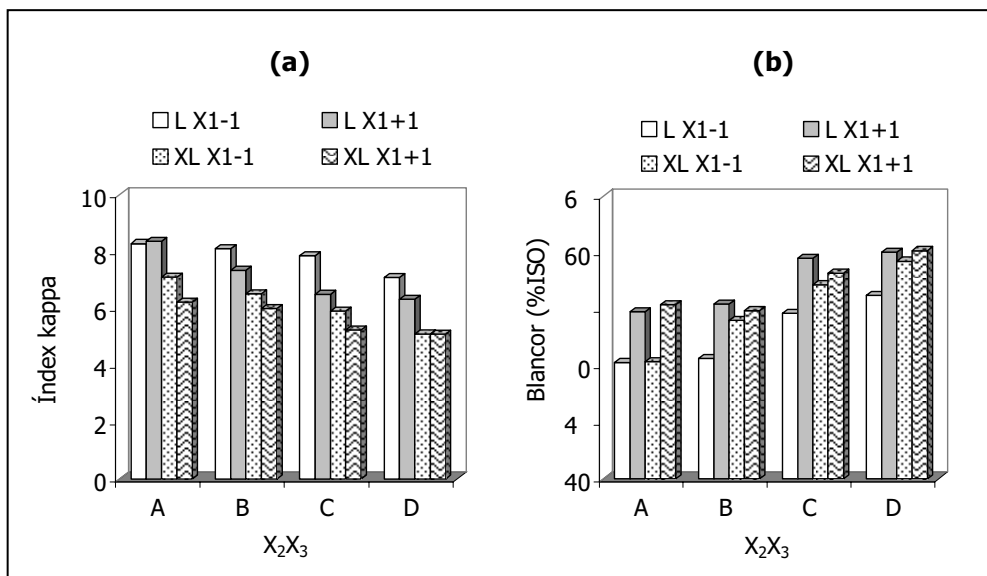 (a)
L X1-1 L X1+1
XL X1-1 XL X1+1
10
8
6
4
2
0
Índex kappa
A B C D
X₂X₃
(b)
L X1-1 L X1+1
XL X1-1 XL X1+1
6
60
0
4
40
Blancor (%ISO)
A B C D
X₂X₃